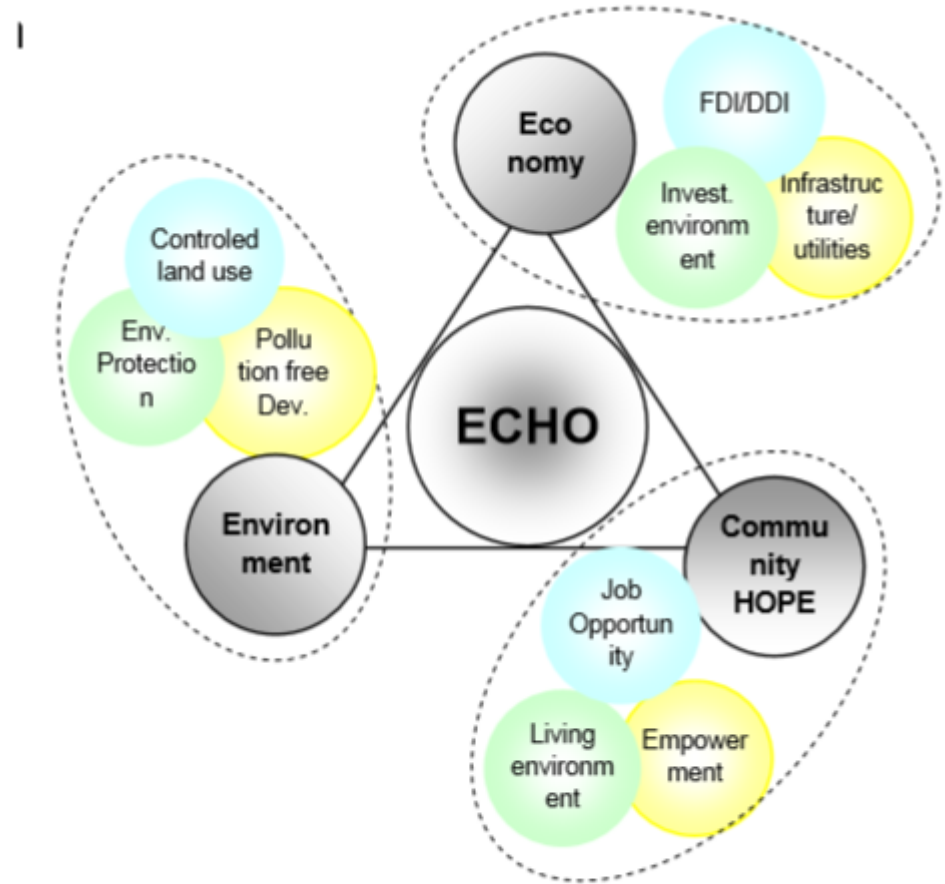 I
Eco
nomy
FDI/DDI
Invest.
environm
ent
Infrastruc
ture/
utilities
Controled
land use
Env.
Protectio
n
Pollu
tion free
Dev.
ECHO
Environ
ment
Commu
nity
HOPE
Job
Opportun
ity
Living
environm
ent
Empower
ment